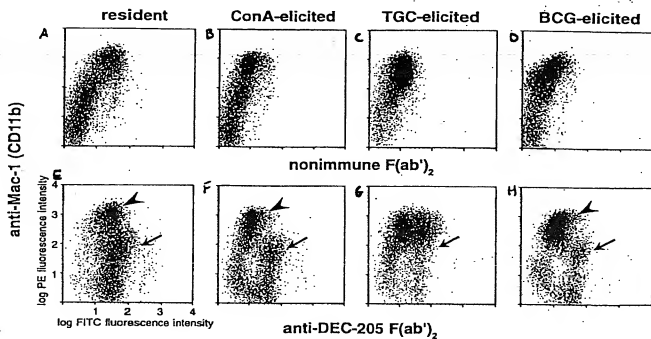 resident ConA-elicited TGC-elicited BCG-elicited
A B C D
anti-Mac-1 (CD11b)
nonimmune F(ab')₂
E F G H
log PE fluorescence intensity
4
3
2
1
1 2 3 4
log FITC fluorescence intensity
anti-DEC-205 F(ab')₂